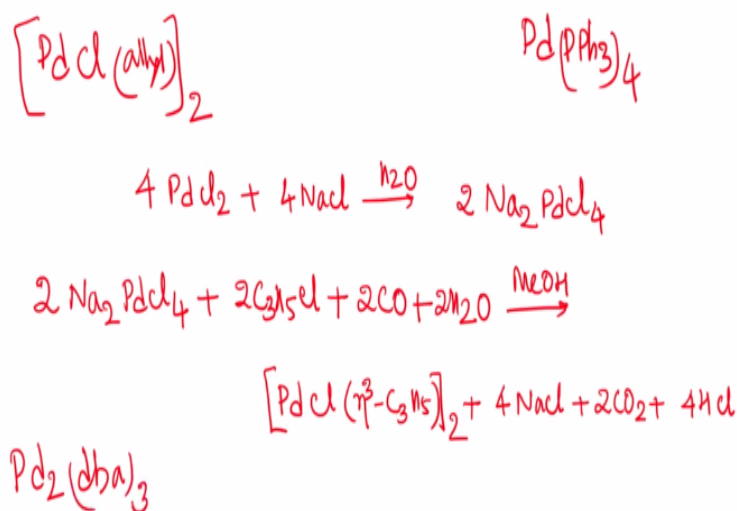 [PdCl(allyl)]₂
Pd(PPh₃)₄
4 PdCl₂ + 4NaCl →(H₂O) 2 Na₂PdCl₄
2 Na₂PdCl₄ + 2C₃H₅Cl + 2CO + 2H₂O →(MeOH)
[PdCl(η³-C₃H₅)]₂ + 4NaCl + 2CO₂ + 4HCl
Pd₂(dba)₃